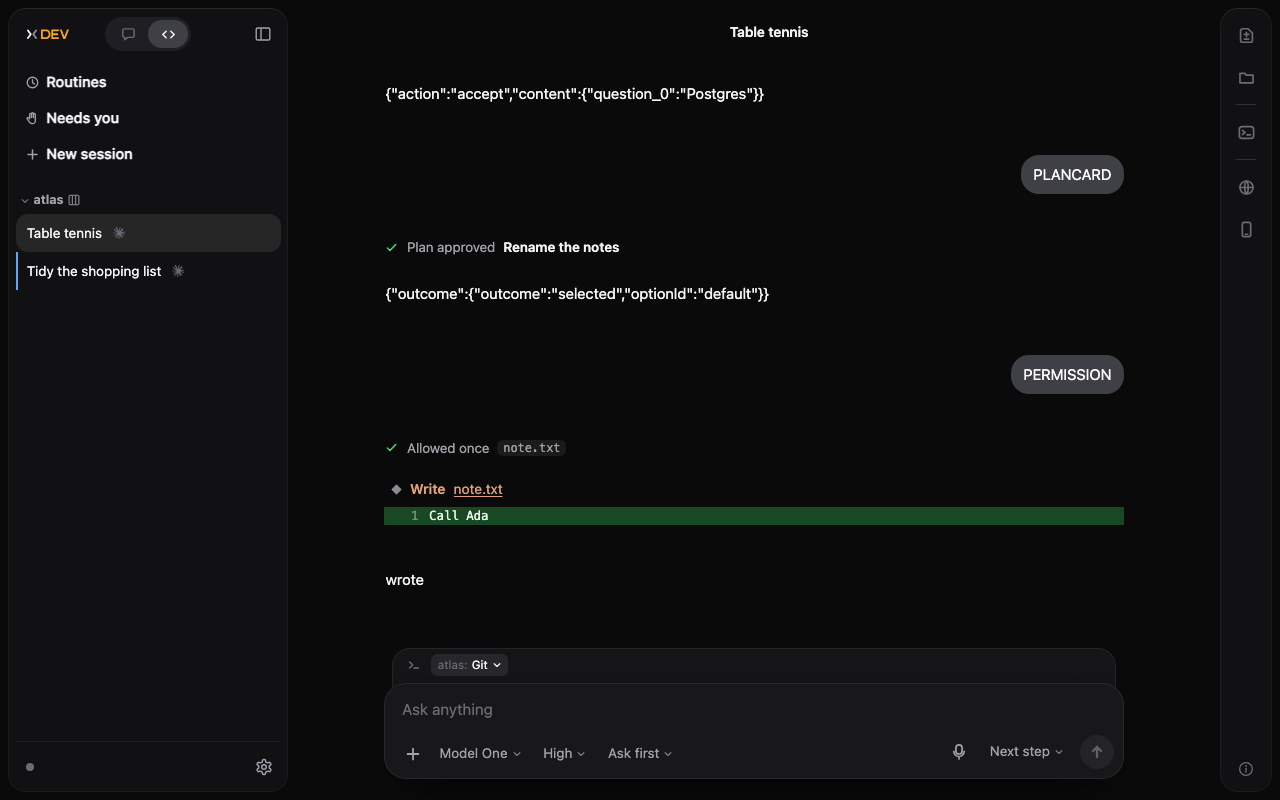 DEV
Routines
Needs you
New session
atlas
Table tennis
Tidy the shopping list
Table tennis
{"action":"accept","content":{"question_0":"Postgres"}}
PLANCARD
Plan approved Rename the notes
{"outcome":{"outcome":"selected","optionId":"default"}}
PERMISSION
Allowed once note.txt
Write note.txt
1 Call Ada
wrote
atlas: Git
Ask anything
Model One High Ask first Next step